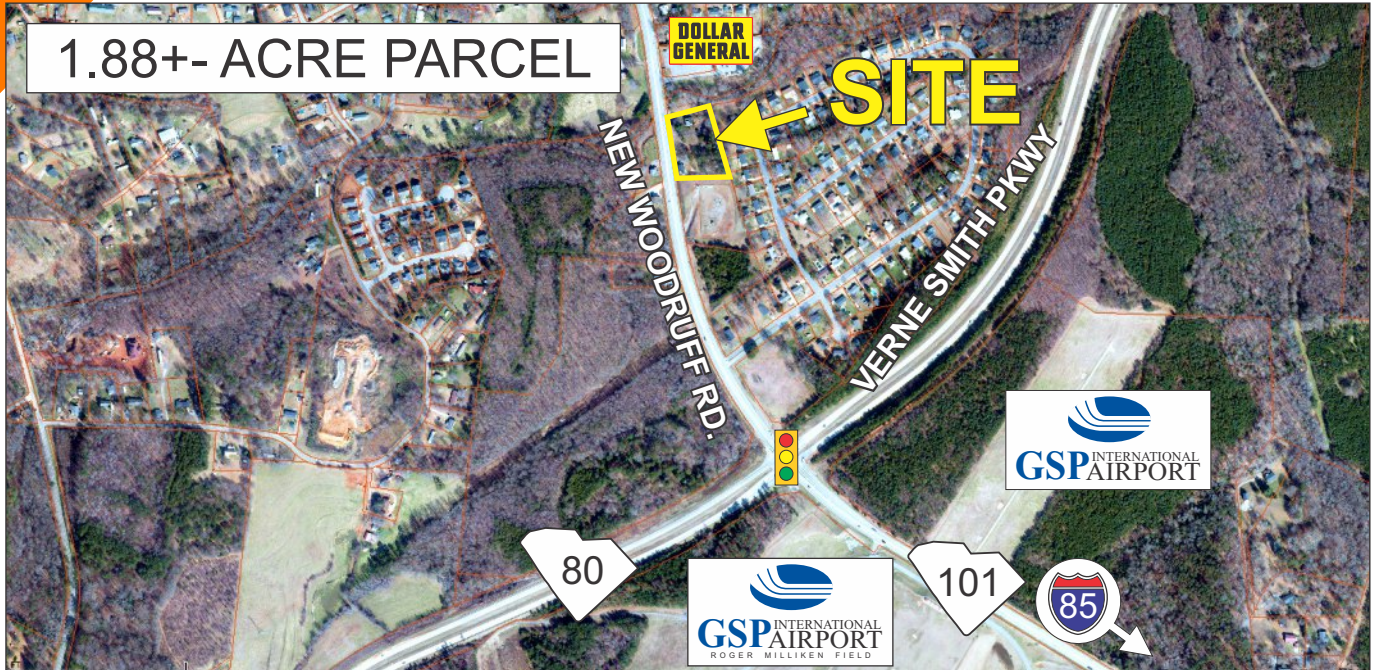 1.88+- ACRE PARCEL
DOLLAR
GENERAL
SITE
NEW WOODRUFF RD.
VERNE SMITH PKWY
GSP INTERNATIONAL
AIRPORT
80
GSP INTERNATIONAL
AIRPORT
ROGER MILLIKEN FIELD
101
85